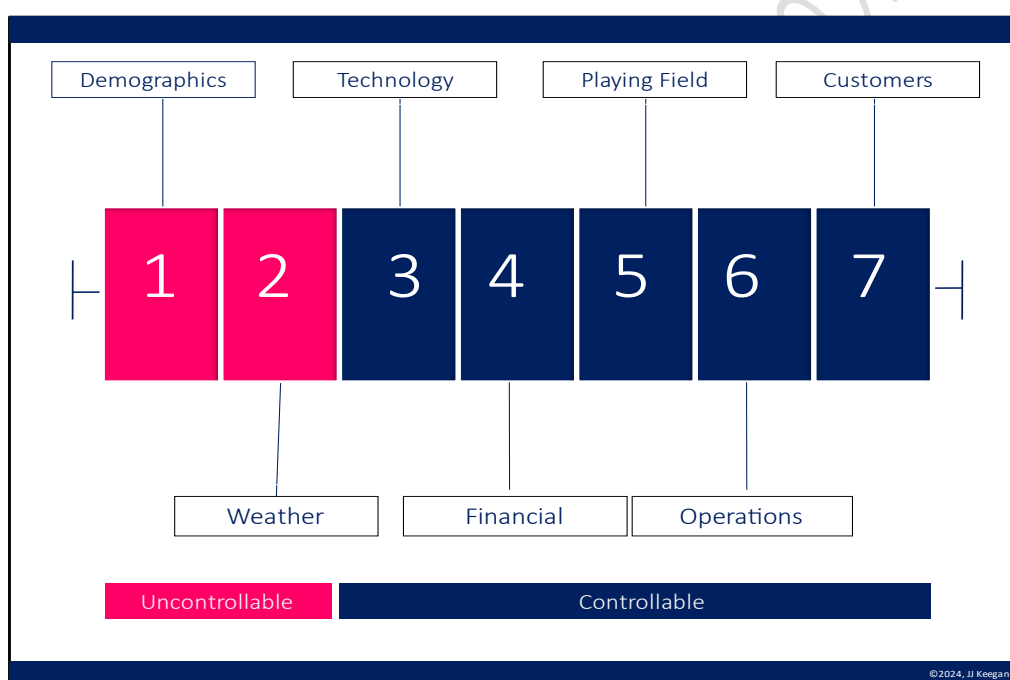 Demographics
Technology
Playing Field
Customers
1
2
3
4
5
6
7
Weather
Financial
Operations
Uncontrollable
Controllable
©2024, JJ Keegan